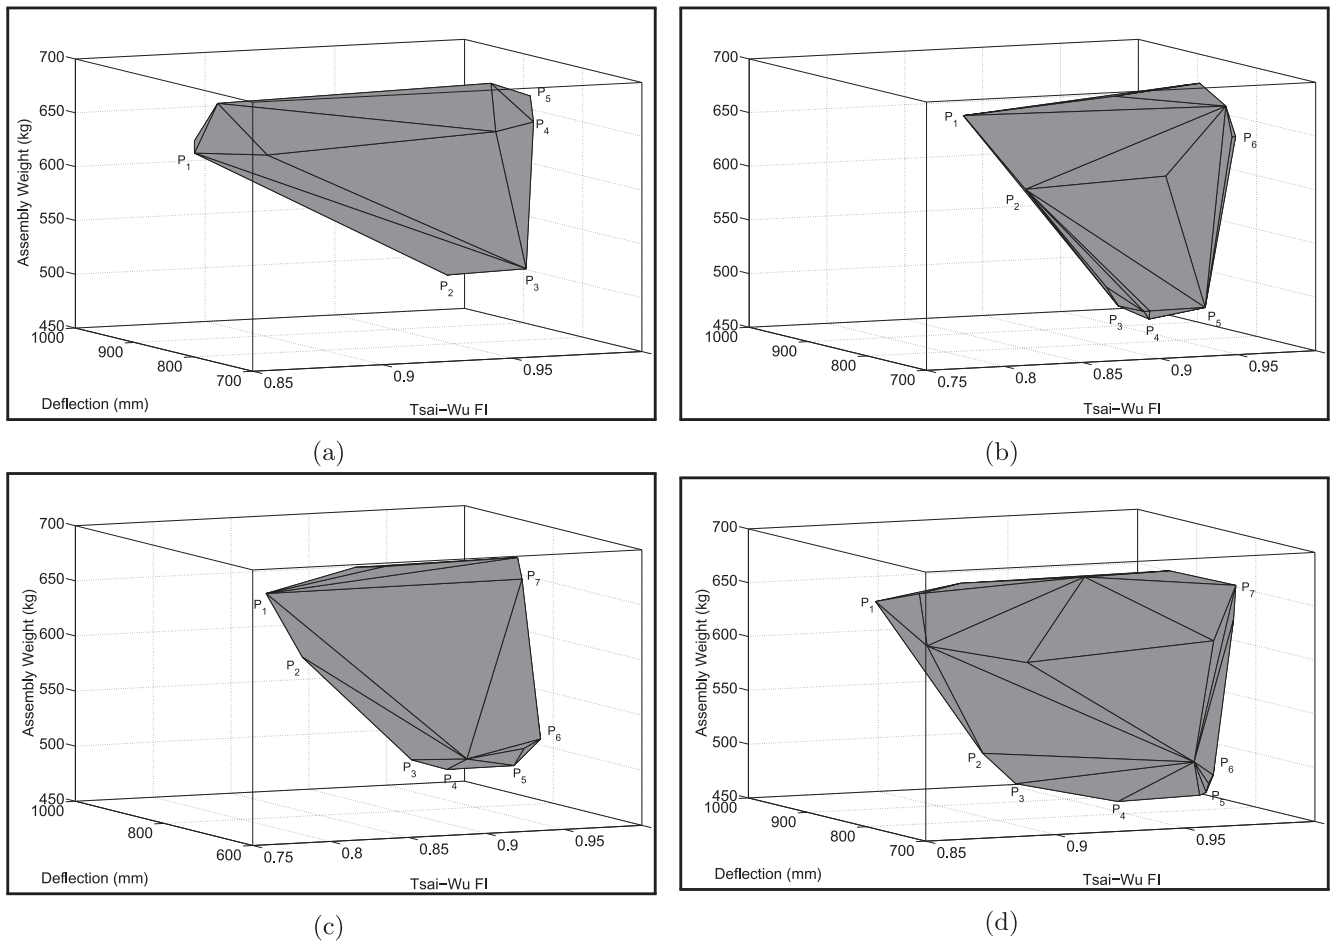 700
650
600
550
500
450
1000
900
800
700
0.85
0.9
0.95
Assembly Weight (kg)
Deflection (mm)
Tsai−Wu FI
P1
P2
P3
P4
P5
(a)
700
650
600
550
500
450
1000
900
800
700
0.75
0.8
0.85
0.9
0.95
Tsai−Wu FI
P1
P2
P3
P4
P5
P6
(b)
700
650
600
550
500
450
1000
800
600
0.75
0.8
0.85
0.9
0.95
Assembly Weight (kg)
Deflection (mm)
Tsai−Wu FI
P1
P2
P3
P4
P5
P6
P7
(c)
700
650
600
550
500
450
1000
900
800
700
0.85
0.9
0.95
Assembly Weight (kg)
Deflection (mm)
Tsai−Wu FI
P1
P2
P3
P4
P5
P6
P7
(d)